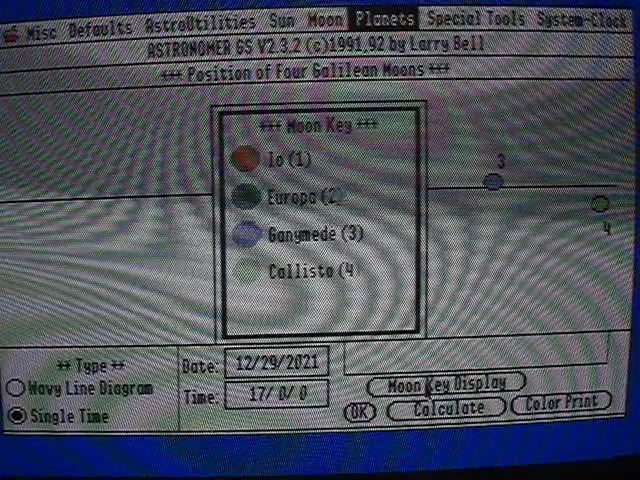 Misc Defaults AstroUtilities Sun Moon Planets Special Tools System-Clock
ASTRONOMER GS V2.3.2 (c)1991,92 by Larry Bell
*** Position of Four Galilean Moons ***
*** Moon Key ***
Io (1)
Europa (2)
Ganymede (3)
Callisto (4
3
4
** Type **
Wavy Line Diagram
Single Time
Date: 12/29/2021
Time: 17/ 0/ 0
Moon Key Display
OK Calculate Color Print